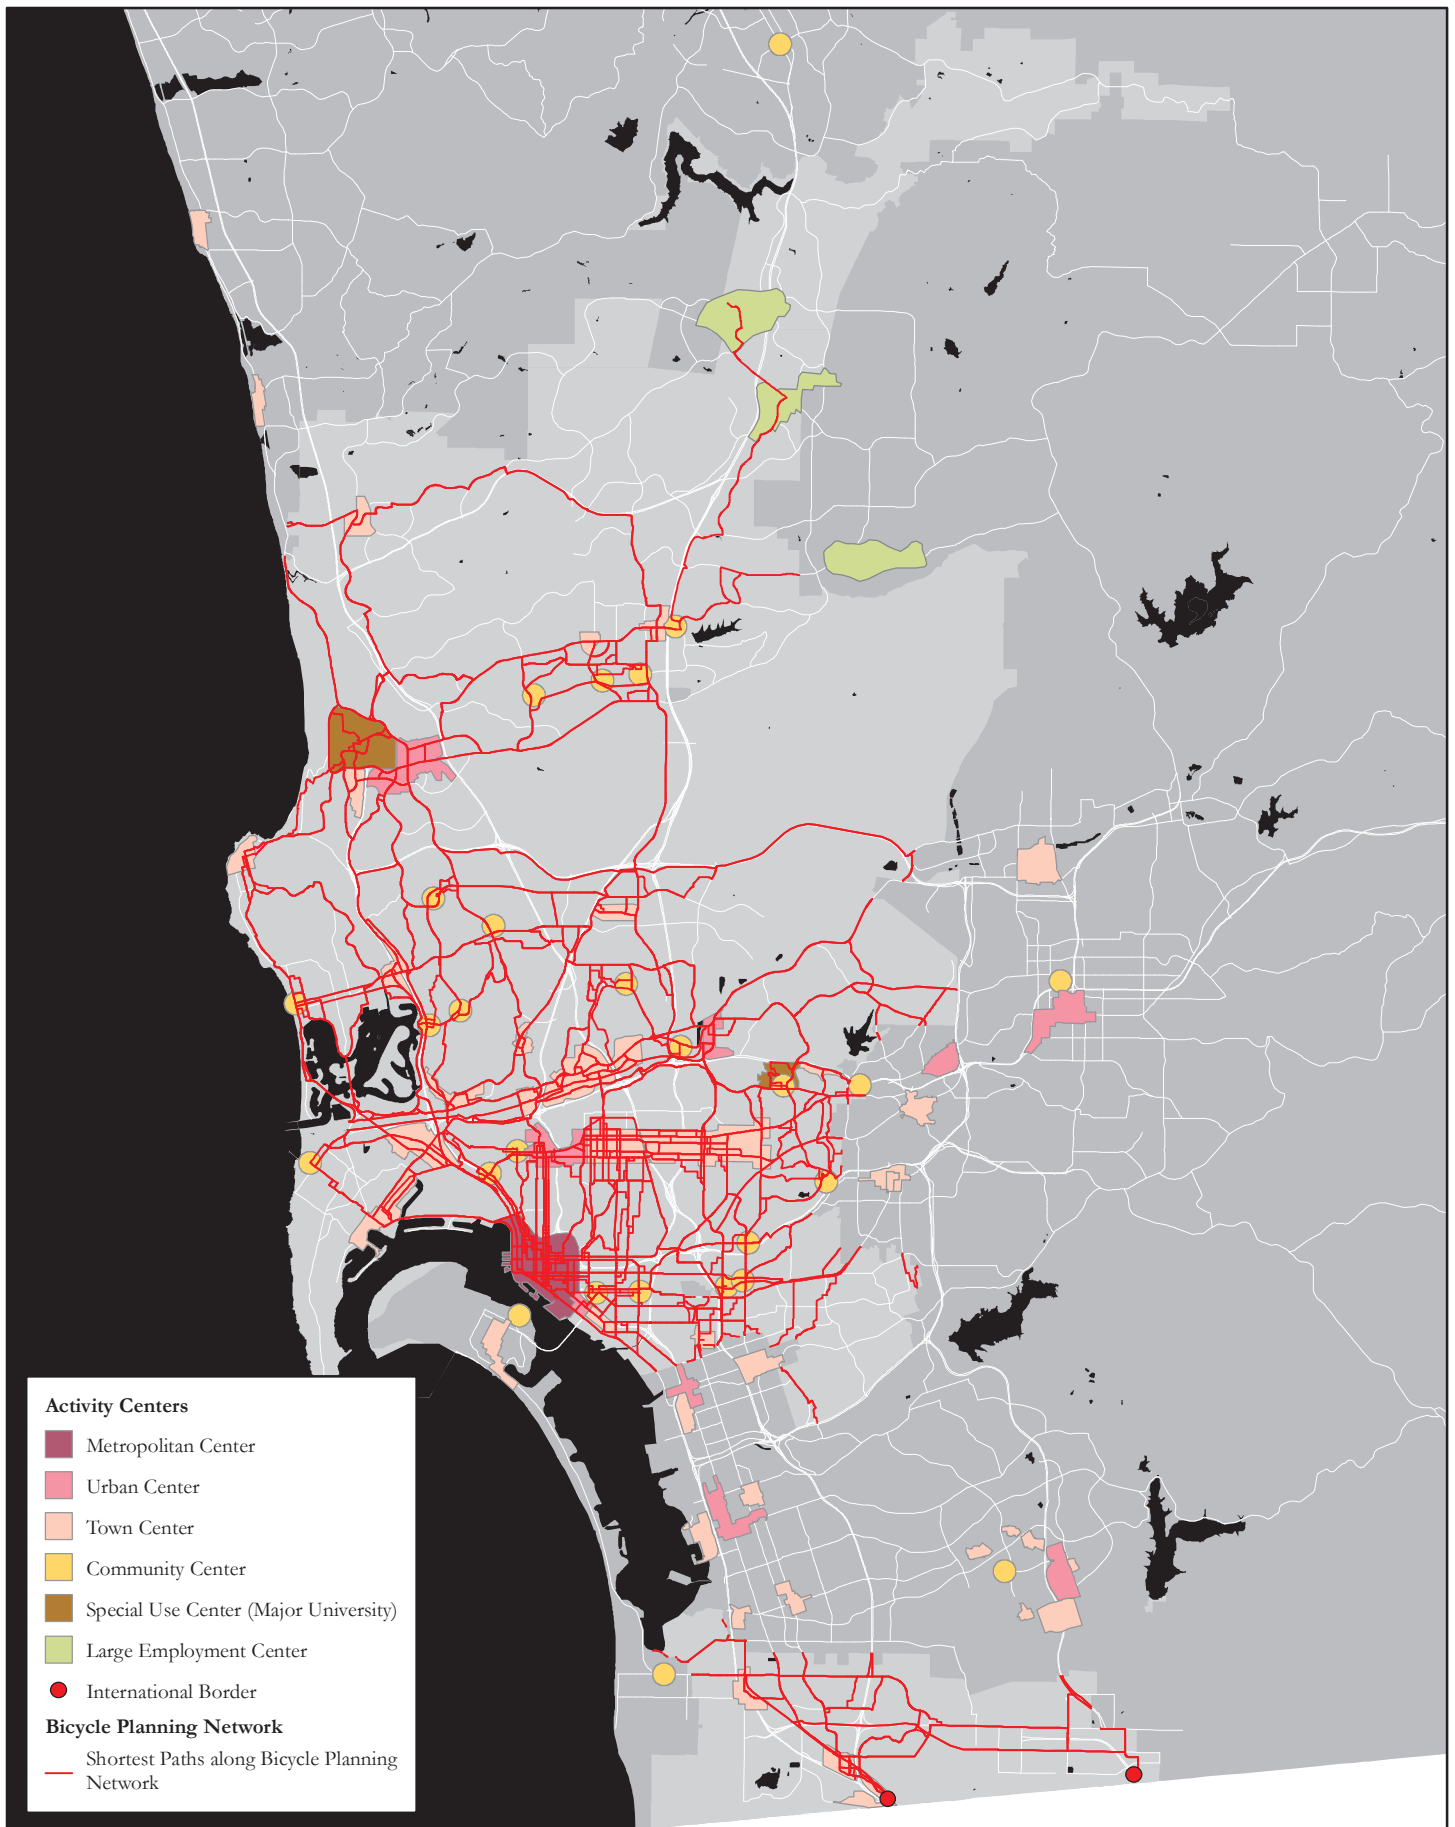 Activity Centers
Metropolitan Center
Urban Center
Town Center
Community Center
Special Use Center (Major University)
Large Employment Center
International Border
Bicycle Planning Network
Shortest Paths along Bicycle Planning
Network